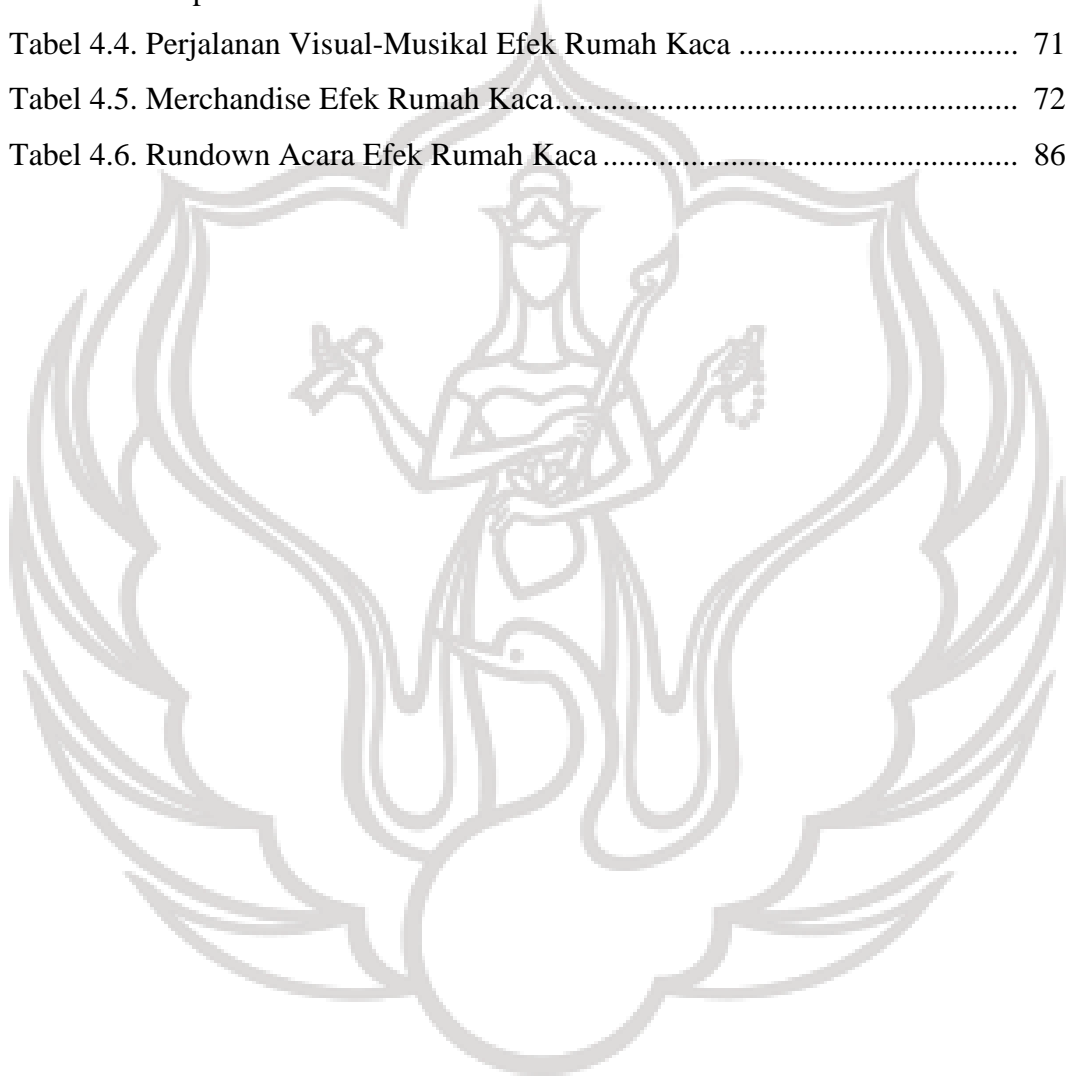 Tabel 4.4. Perjalanan Visual-Musikal Efek Rumah Kaca ................................. 71
Tabel 4.5. Merchandise Efek Rumah Kaca....................................................... 72
Tabel 4.6. Rundown Acara Efek Rumah Kaca ................................................. 86